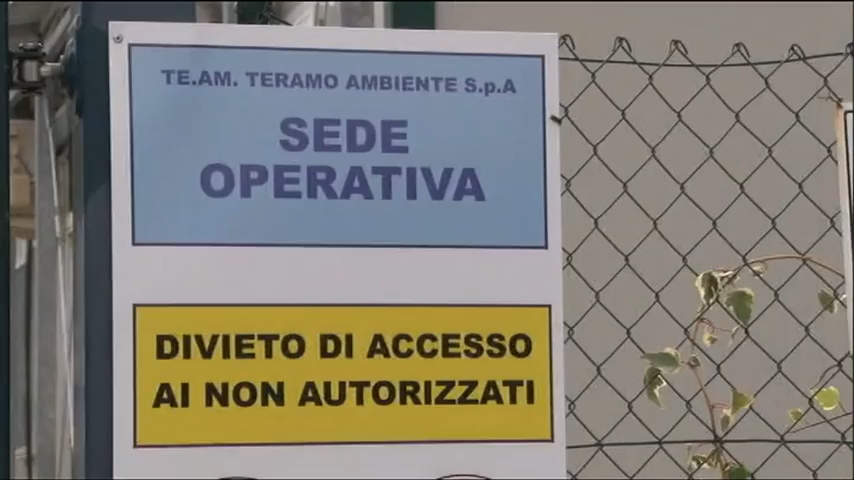 TE.AM. TERAMO AMBIENTE S.p.A
SEDE
OPERATIVA
DIVIETO DI ACCESSO
AI NON AUTORIZZATI